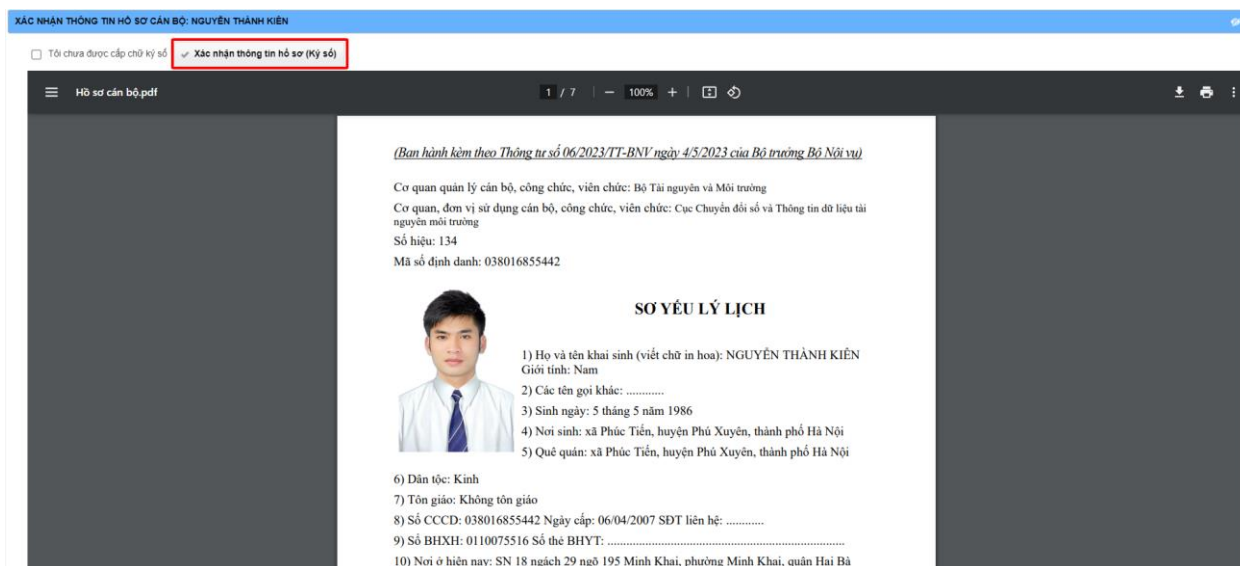 XÁC NHẬN THÔNG TIN HỒ SƠ CÁN BỘ: NGUYỄN THÀNH KIÊN
Tôi chưa được cấp chữ ký số
Xác nhận thông tin hồ sơ (Ký số)
Hồ sơ cán bộ.pdf
1 / 7
100%
(Ban hành kèm theo Thông tư số 06/2023/TT-BNV ngày 4/5/2023 của Bộ trưởng Bộ Nội vụ)
Cơ quan quản lý cán bộ, công chức, viên chức: Bộ Tài nguyên và Môi trường
Cơ quan, đơn vị sử dụng cán bộ, công chức, viên chức: Cục Chuyển đổi số và Thông tin dữ liệu tài
nguyên môi trường
Số hiệu: 134
Mã số định danh: 038016855442
SƠ YẾU LÝ LỊCH
1) Họ và tên khai sinh (viết chữ in hoa): NGUYỄN THÀNH KIÊN
Giới tính: Nam
2) Các tên gọi khác: ............
3) Sinh ngày: 5 tháng 5 năm 1986
4) Nơi sinh: xã Phúc Tiến, huyện Phú Xuyên, thành phố Hà Nội
5) Quê quán: xã Phúc Tiến, huyện Phú Xuyên, thành phố Hà Nội
6) Dân tộc: Kinh
7) Tôn giáo: Không tôn giáo
8) Số CCCD: 038016855442 Ngày cấp: 06/04/2007 SĐT liên hệ: ............
9) Số BHXH: 0110075516 Số thẻ BHYT: ............................................................
10) Nơi ở hiện nay: SN 18 ngách 29 ngõ 195 Minh Khai, phường Minh Khai, quận Hai Bà